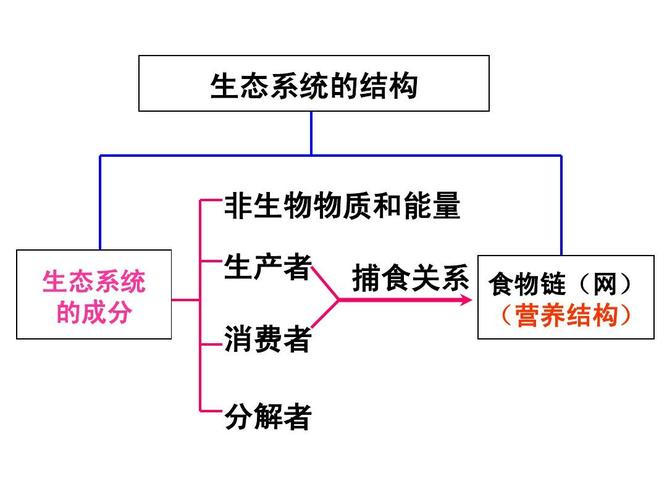 生态系统的结构
非生物物质和能量
生态系统
的成分
生产者
捕食关系
食物链（网）
（营养结构）
消费者
分解者